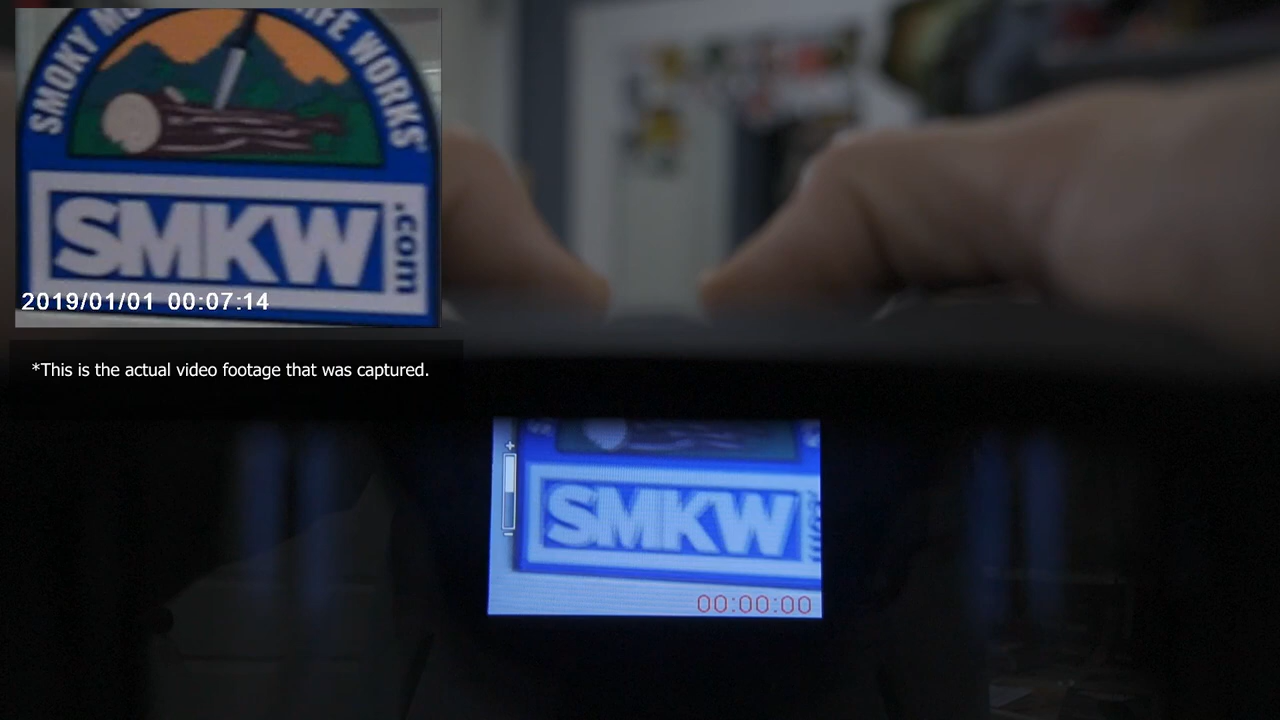 SMOKY
WORKS
SMKW
.com
2019/01/01 00:07:14
*This is the actual video footage that was captured.
SMKW
00:00:00